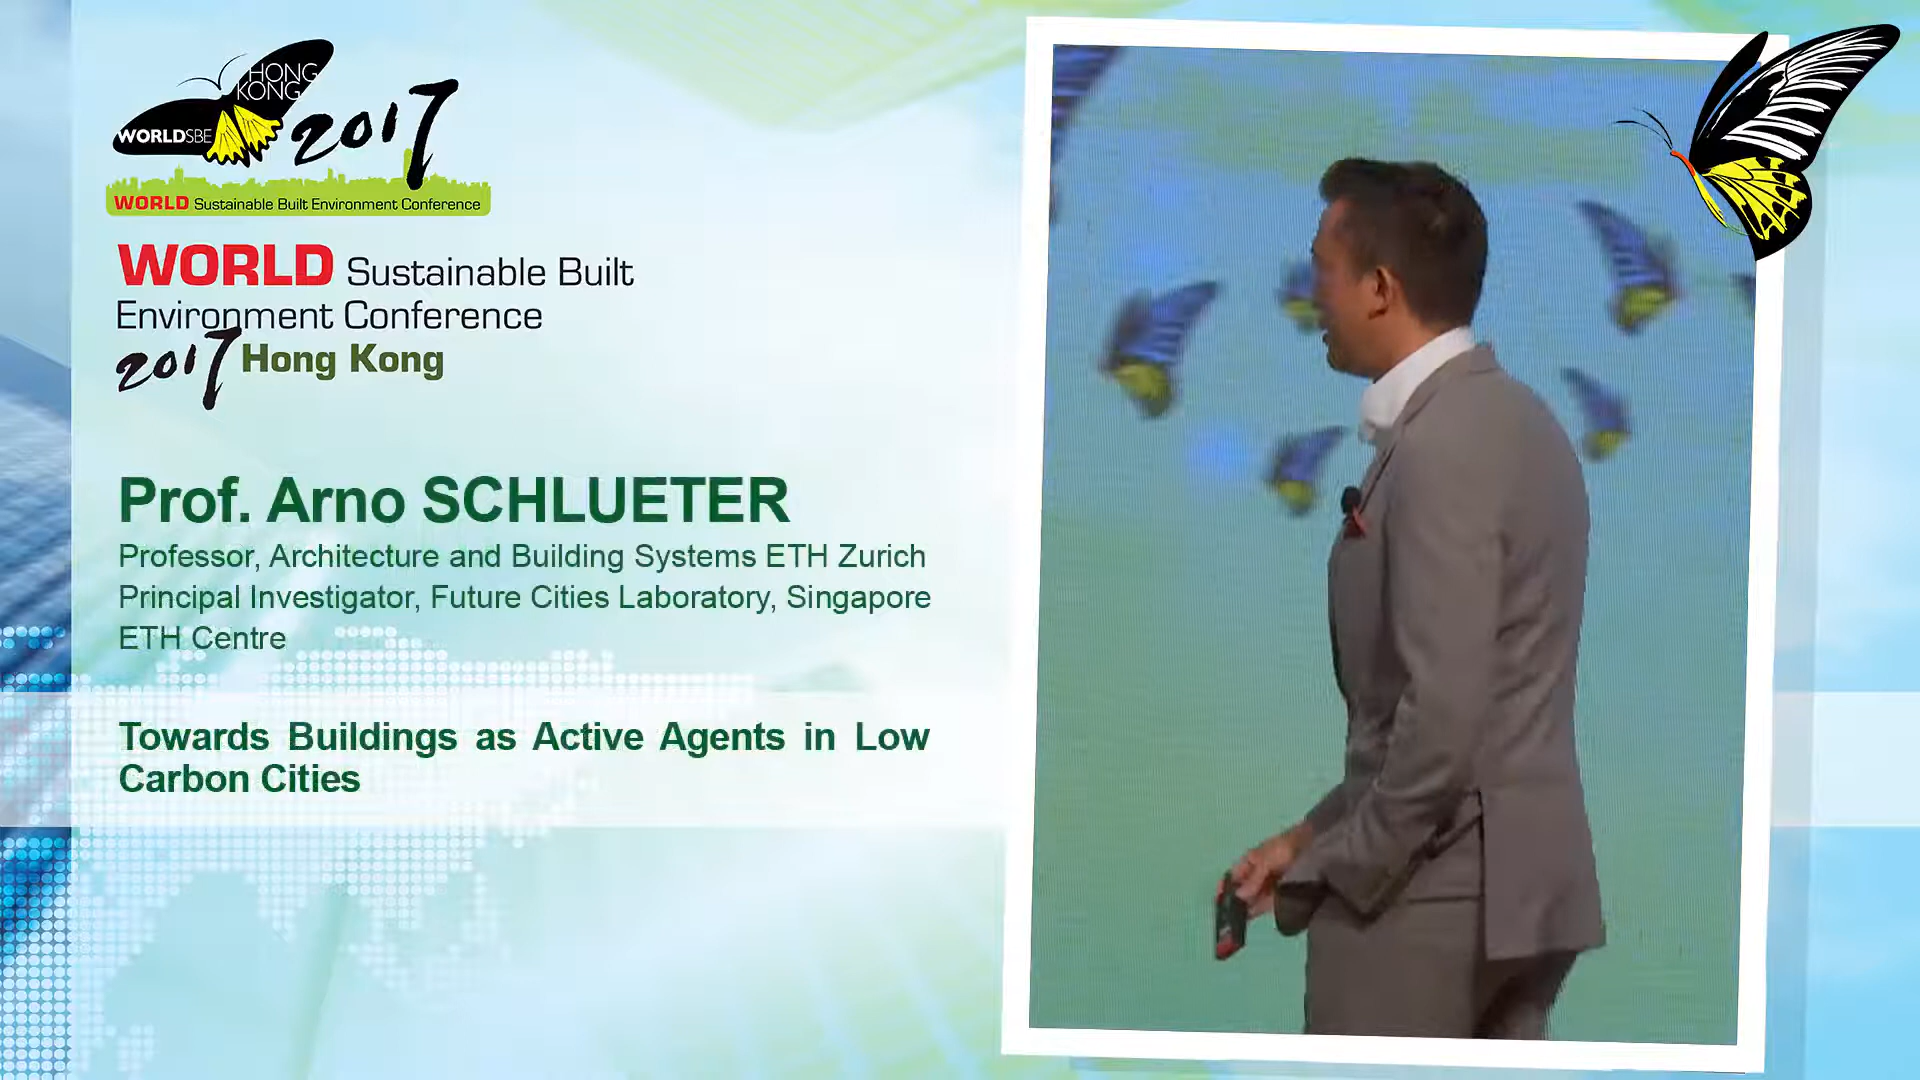 HONG
KONG
WORLDSBE
2017
WORLD Sustainable Built Environment Conference
WORLD Sustainable Built
Environment Conference
2017 Hong Kong
Prof. Arno SCHLUETER
Professor, Architecture and Building Systems ETH Zurich
Principal Investigator, Future Cities Laboratory, Singapore
ETH Centre
Towards Buildings as Active Agents in Low
Carbon Cities